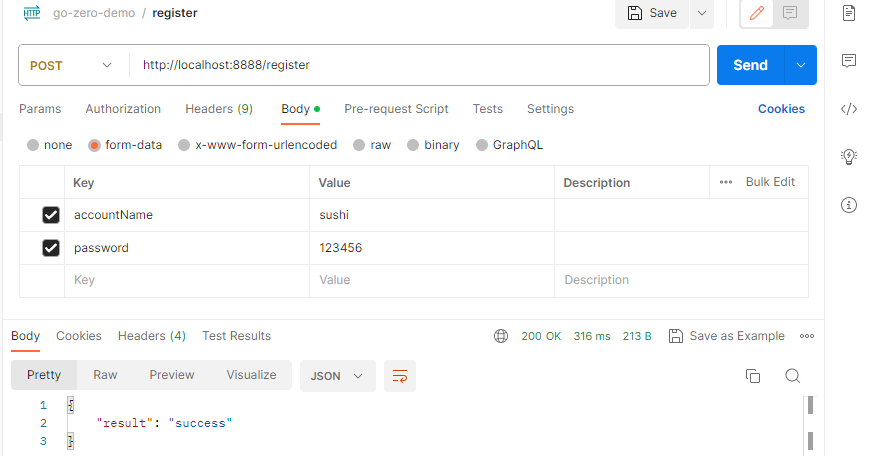 HTTP go-zero-demo / register Save
POST http://localhost:8888/register Send
Params Authorization Headers (9) Body Pre-request Script Tests Settings Cookies
none form-data x-www-form-urlencoded raw binary GraphQL
Key Value Description ••• Bulk Edit
accountName sushi
password 123456
Key Value Description
Body Cookies Headers (4) Test Results 200 OK 316 ms 213 B Save as Example
Pretty Raw Preview Visualize JSON
1 {
2 "result": "success"
3 }